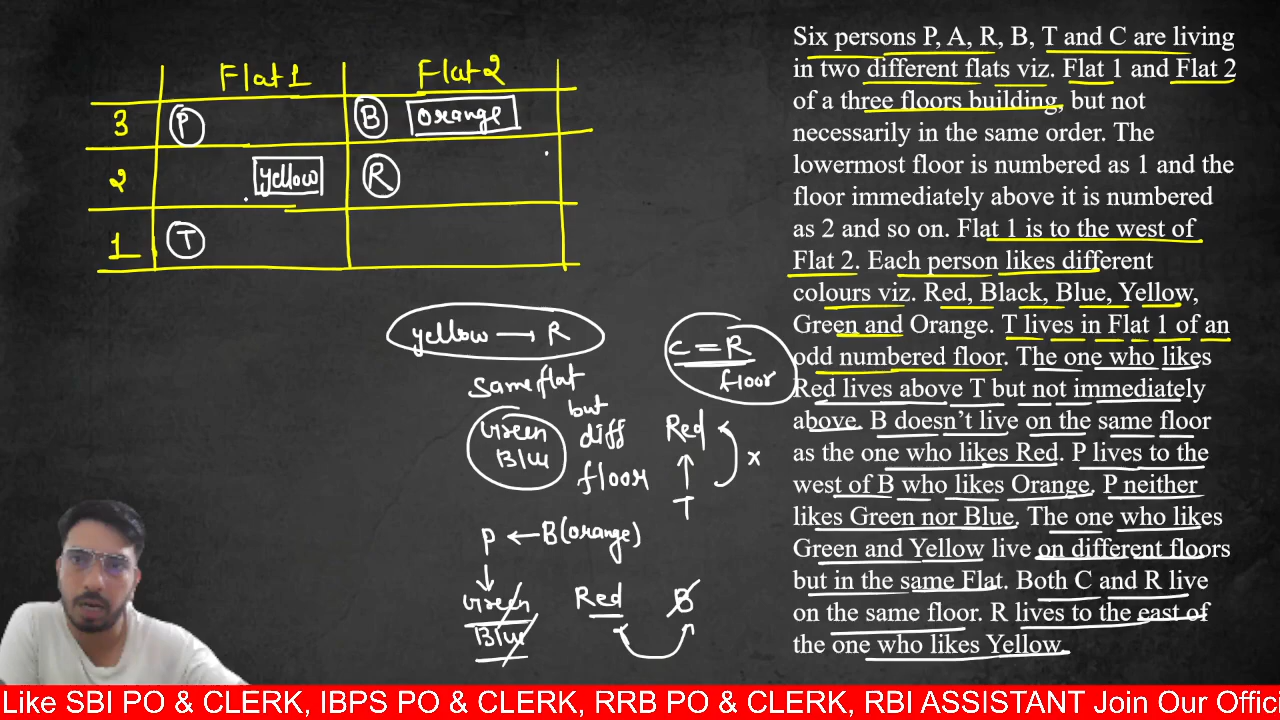 Flat 1 Flat 2
3 P B orange
2 yellow R
1 T
yellow → R
Same flat
but
diff
floor
Green
Blue
C = R
floor
Red
↑
T
x
P ← B(orange)
↓
Green
Blue
Red B
Six persons P, A, R, B, T and C are living
in two different flats viz. Flat 1 and Flat 2
of a three floors building, but not
necessarily in the same order. The
lowermost floor is numbered as 1 and the
floor immediately above it is numbered
as 2 and so on. Flat 1 is to the west of
Flat 2. Each person likes different
colours viz. Red, Black, Blue, Yellow,
Green and Orange. T lives in Flat 1 of an
odd numbered floor. The one who likes
Red lives above T but not immediately
above. B doesn’t live on the same floor
as the one who likes Red. P lives to the
west of B who likes Orange. P neither
likes Green nor Blue. The one who likes
Green and Yellow live on different floors
but in the same Flat. Both C and R live
on the same floor. R lives to the east of
the one who likes Yellow.
Like SBI PO & CLERK, IBPS PO & CLERK, RRB PO & CLERK, RBI ASSISTANT Join Our Offici